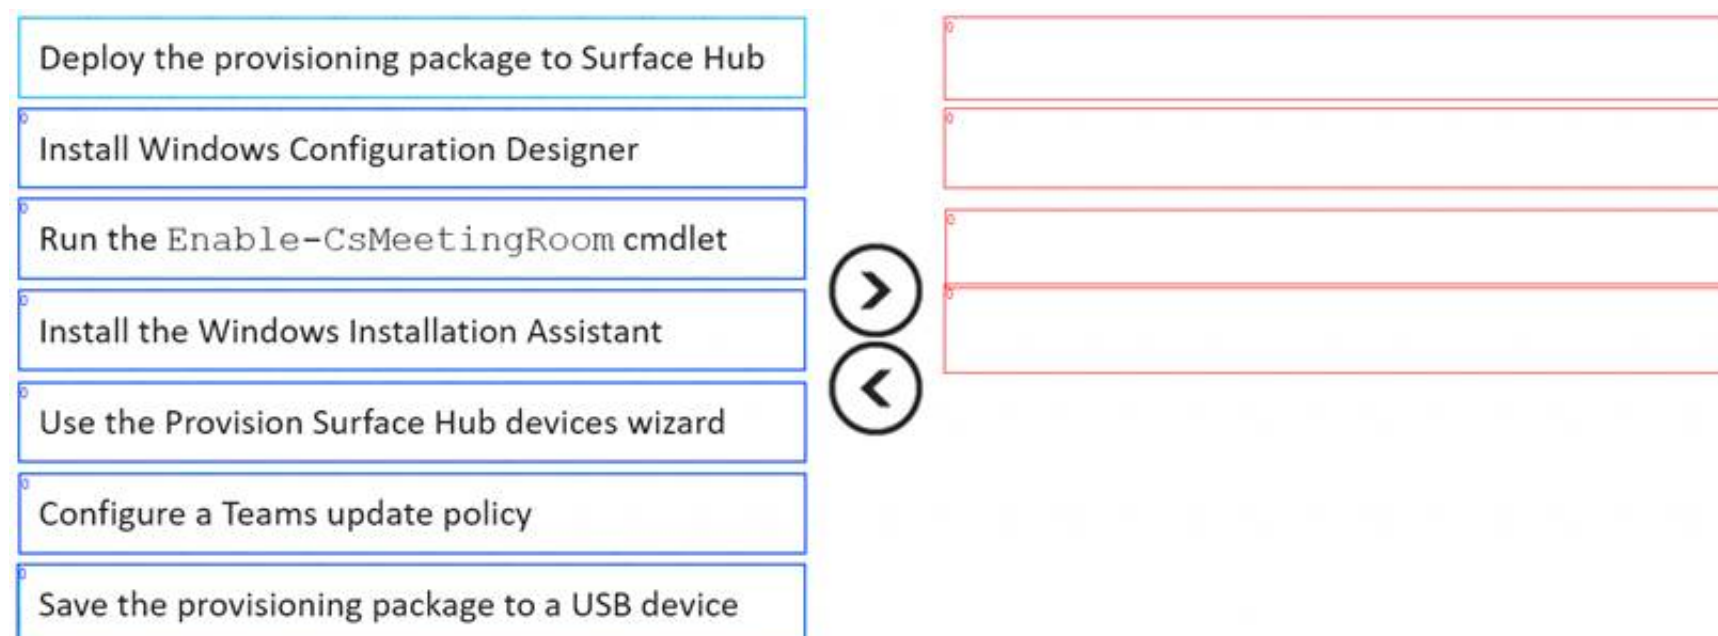 Deploy the provisioning package to Surface Hub
Install Windows Configuration Designer
Run the Enable-CsMeetingRoom cmdlet
Install the Windows Installation Assistant
Use the Provision Surface Hub devices wizard
Configure a Teams update policy
Save the provisioning package to a USB device